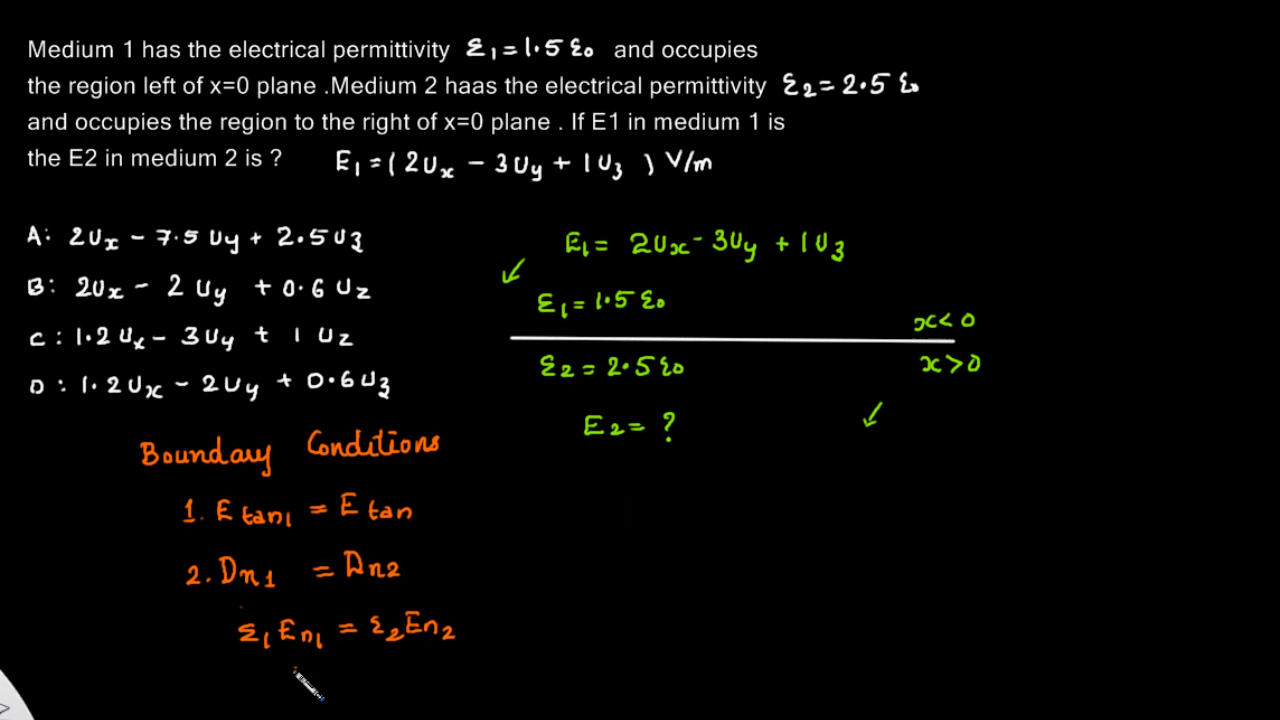 Medium 1 has the electrical permittivity ε₁ = 1.5 ε₀ and occupies
the region left of x=0 plane .Medium 2 haas the electrical permittivity ε₂ = 2.5 ε₀
and occupies the region to the right of x=0 plane . If E1 in medium 1 is
the E2 in medium 2 is ? E₁ = (2Ux - 3Uy + 1U3) V/m
A: 2Ux - 7.5 Uy + 2.5U3
B: 2Ux - 2 Uy + 0.6 Uz
C: 1.2 Ux - 3Uy + 1 Uz
D: 1.2Ux - 2Uy + 0.6U3
E₁ = 2Ux - 3Uy + 1U3
ε₁ = 1.5 ε₀
x<0
ε₂ = 2.5ε₀
x>0
E₂ = ?
Boundary Conditions
1. E tan₁ = E tan
2. Dn1 = Dn2
ε₁ En₁ = ε₂En₂